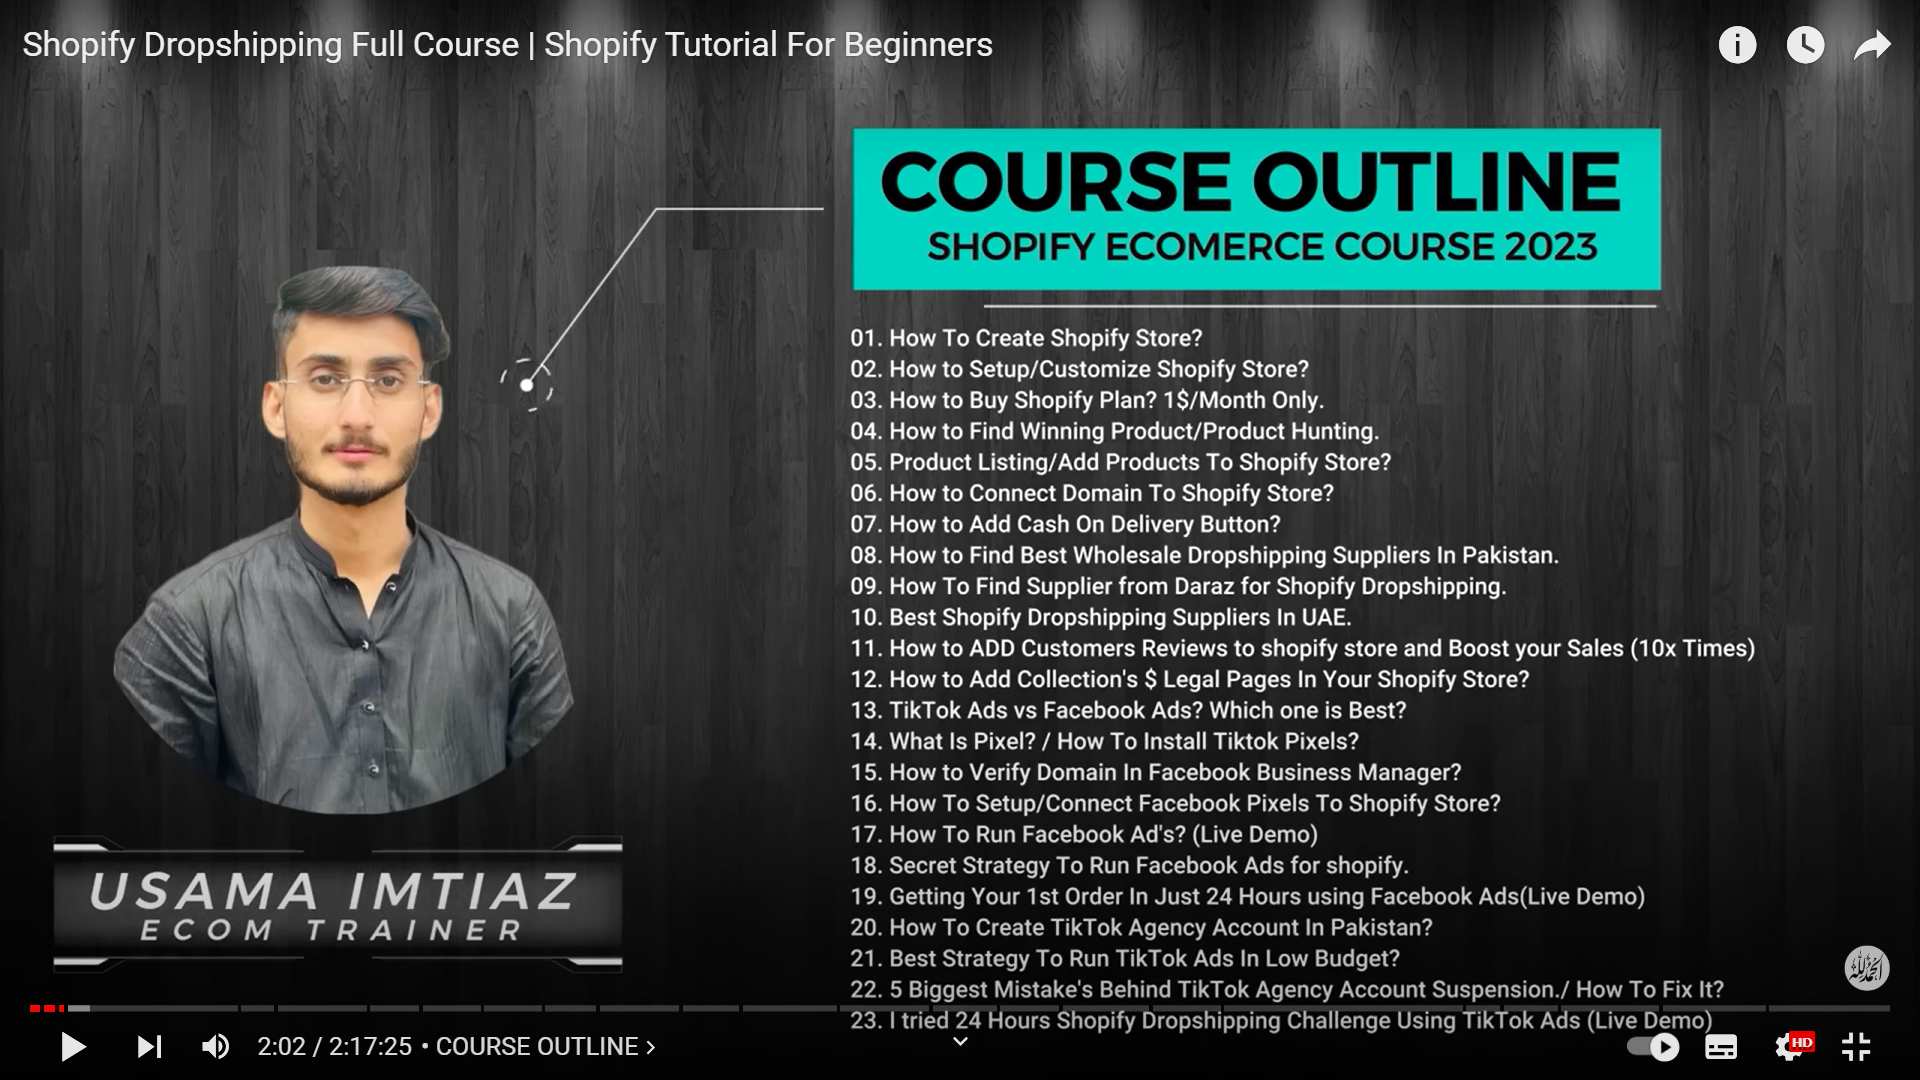 Shopify Dropshipping Full Course | Shopify Tutorial For Beginners
COURSE OUTLINE
SHOPIFY ECOMERCE COURSE 2023
01. How To Create Shopify Store?
02. How to Setup/Customize Shopify Store?
03. How to Buy Shopify Plan? 1$/Month Only.
04. How to Find Winning Product/Product Hunting.
05. Product Listing/Add Products To Shopify Store?
06. How to Connect Domain To Shopify Store?
07. How to Add Cash On Delivery Button?
08. How to Find Best Wholesale Dropshipping Suppliers In Pakistan.
09. How To Find Supplier from Daraz for Shopify Dropshipping.
10. Best Shopify Dropshipping Suppliers In UAE.
11. How to ADD Customers Reviews to shopify store and Boost your Sales (10x Times)
12. How to Add Collection's $ Legal Pages In Your Shopify Store?
13. TikTok Ads vs Facebook Ads? Which one is Best?
14. What Is Pixel? / How To Install Tiktok Pixels?
15. How to Verify Domain In Facebook Business Manager?
16. How To Setup/Connect Facebook Pixels To Shopify Store?
17. How To Run Facebook Ad's? (Live Demo)
18. Secret Strategy To Run Facebook Ads for shopify.
19. Getting Your 1st Order In Just 24 Hours using Facebook Ads(Live Demo)
20. How To Create TikTok Agency Account In Pakistan?
21. Best Strategy To Run TikTok Ads In Low Budget?
22. 5 Biggest Mistake's Behind TikTok Agency Account Suspension./ How To Fix It?
23. I tried 24 Hours Shopify Dropshipping Challenge Using TikTok Ads (Live Demo)
USAMA IMTIAZ
ECOM TRAINER
الحمد لله
2:02 / 2:17:25 • COURSE OUTLINE
HD